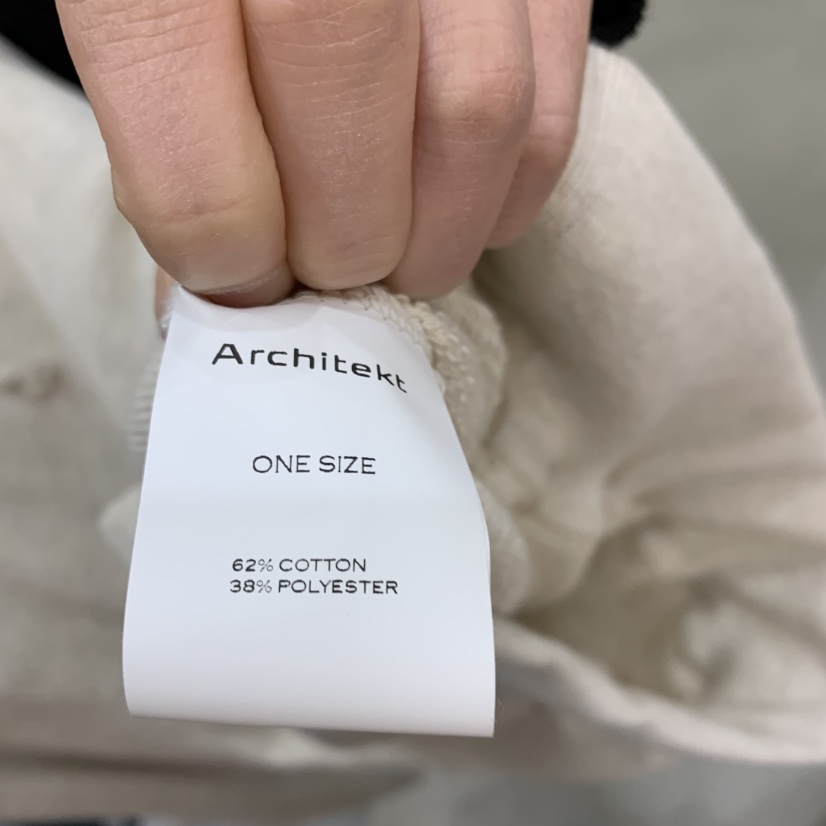 Architekt
ONE SIZE
62% COTTON
38% POLYESTER